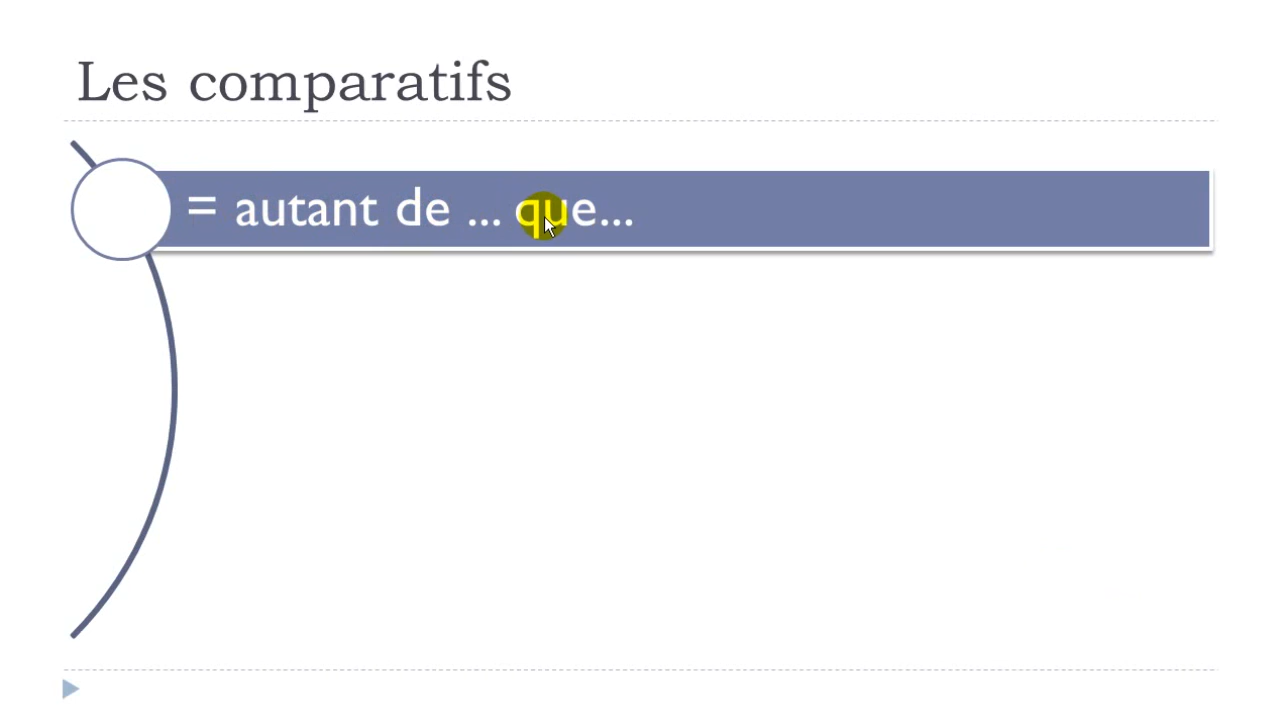 Les comparatifs
= autant de ... que...